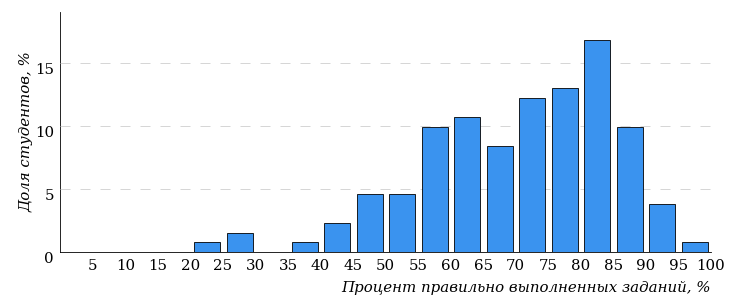 Доля студентов, %
15
10
5
0
5 10 15 20 25 30 35 40 45 50 55 60 65 70 75 80 85 90 95 100
Процент правильно выполненных заданий, %